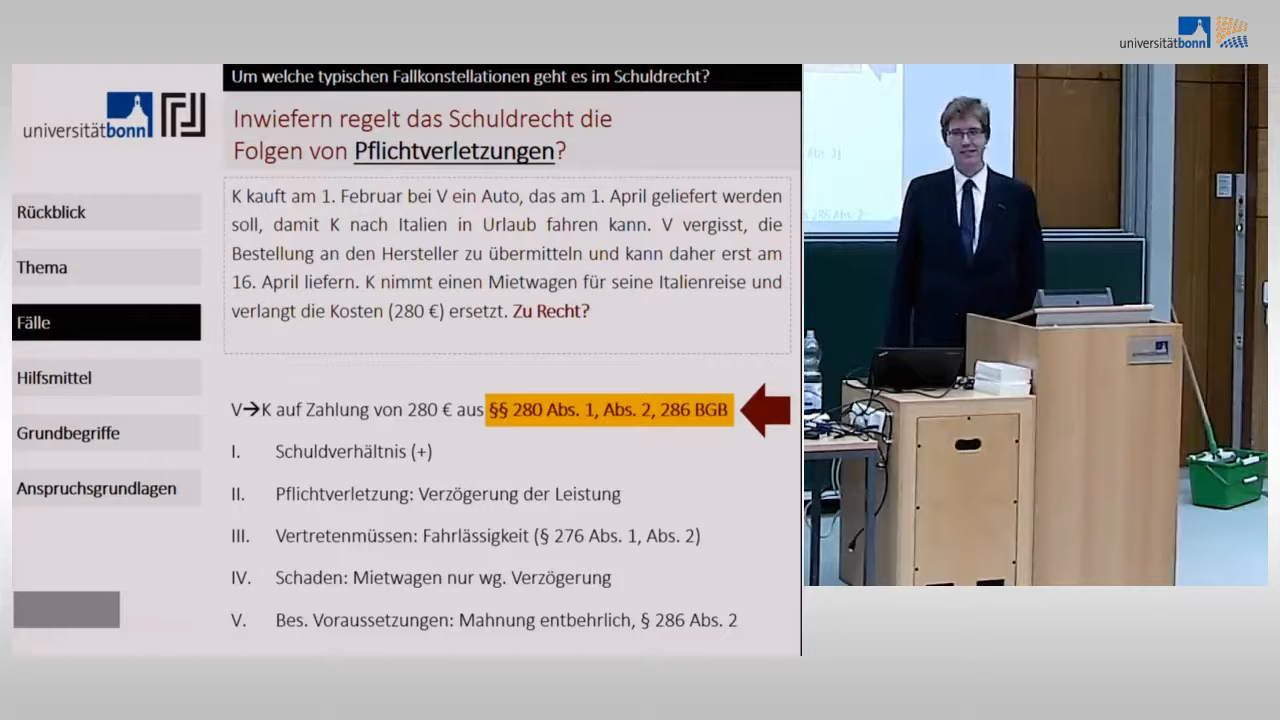 universitätbonn
Um welche typischen Fallkonstellationen geht es im Schuldrecht?
universitätbonn
Inwiefern regelt das Schuldrecht die
Folgen von Pflichtverletzungen?
K kauft am 1. Februar bei V ein Auto, das am 1. April geliefert werden
soll, damit K nach Italien in Urlaub fahren kann. V vergisst, die
Bestellung an den Hersteller zu übermitteln und kann daher erst am
16. April liefern. K nimmt einen Mietwagen für seine Italienreise und
verlangt die Kosten (280 €) ersetzt. Zu Recht?
Rückblick
Thema
Fälle
Hilfsmittel
Grundbegriffe
Anspruchsgrundlagen
V→K auf Zahlung von 280 € aus §§ 280 Abs. 1, Abs. 2, 286 BGB
I. Schuldverhältnis (+)
II. Pflichtverletzung: Verzögerung der Leistung
III. Vertretenmüssen: Fahrlässigkeit (§ 276 Abs. 1, Abs. 2)
IV. Schaden: Mietwagen nur wg. Verzögerung
V. Bes. Voraussetzungen: Mahnung entbehrlich, § 286 Abs. 2
§ 286 Abs. 2